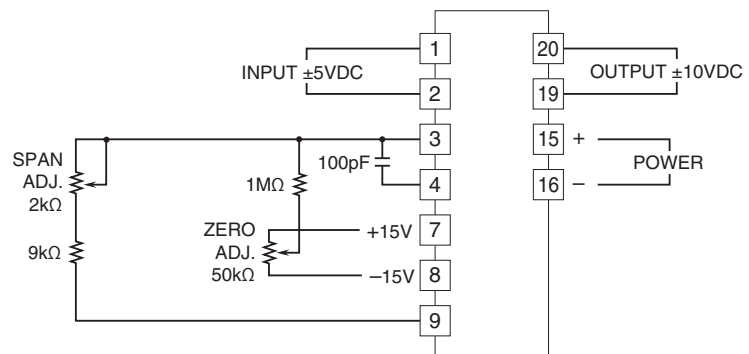 1
20
INPUT ±5VDC
OUTPUT ±10VDC
2
19
3
15 +
SPAN
ADJ.
2kΩ
100pF
POWER
1MΩ
4
16 −
ZERO
ADJ.
50kΩ
+15V
7
9kΩ
−15V
8
9